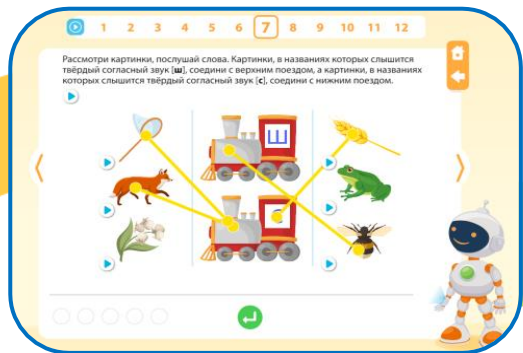 1 2 3 4 5 6 7 8 9 10 11 12
Рассмотри картинки, послушай слова. Картинки, в названиях которых слышится
твёрдый согласный звук [ш], соедини с верхним поездом, а картинки, в названиях
которых слышится твёрдый согласный звук [с], соедини с нижним поездом.
Ш
С